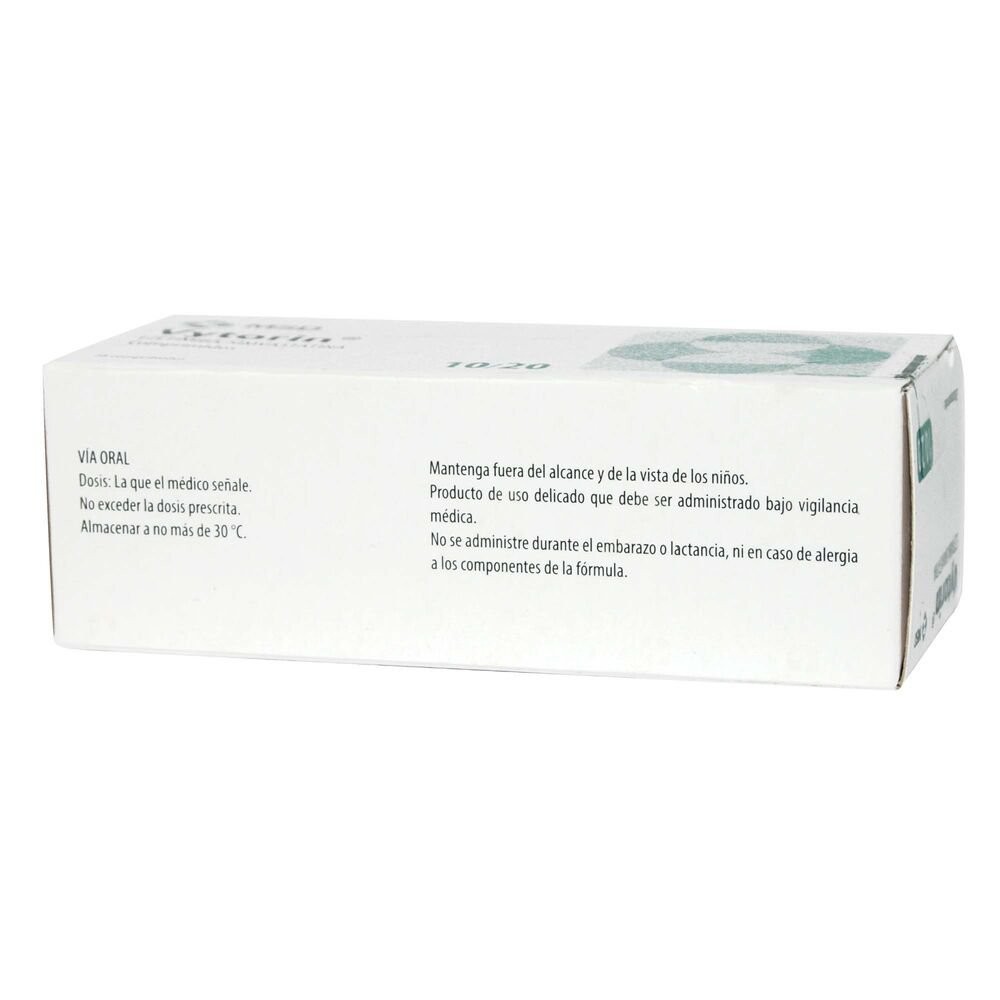 MSD
Vytorin®
10/20
VÍA ORAL
Dosis: La que el médico señale.
No exceder la dosis prescrita.
Almacenar a no más de 30 °C.
Mantenga fuera del alcance y de la vista de los niños.
Producto de uso delicado que debe ser administrado bajo vigilancia
médica.
No se administre durante el embarazo o lactancia, ni en caso de alergia
a los componentes de la fórmula.